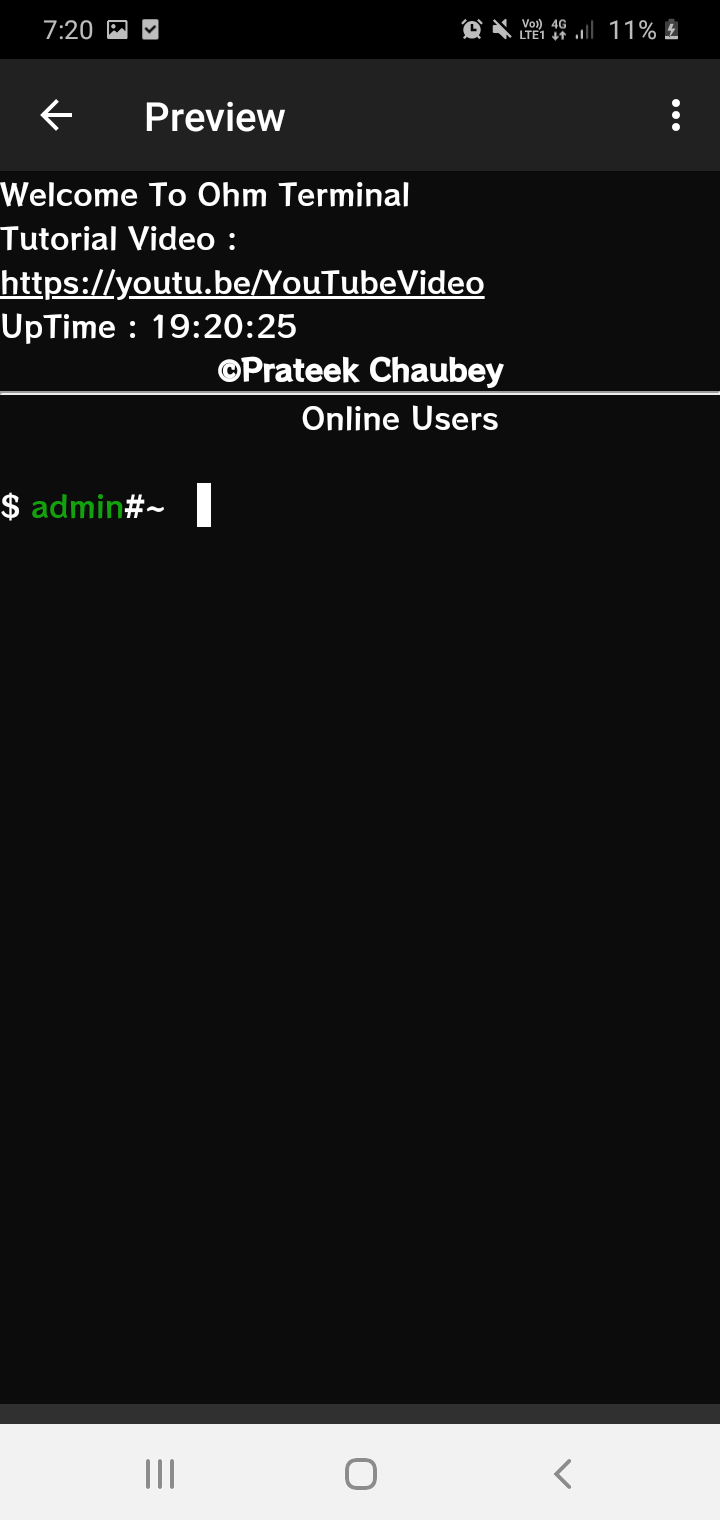 7:20 Vo)) LTE1 4G 11%
Preview
Welcome To Ohm Terminal
Tutorial Video :
https://youtu.be/YouTubeVideo
UpTime : 19:20:25
©Prateek Chaubey
Online Users
$ admin#~